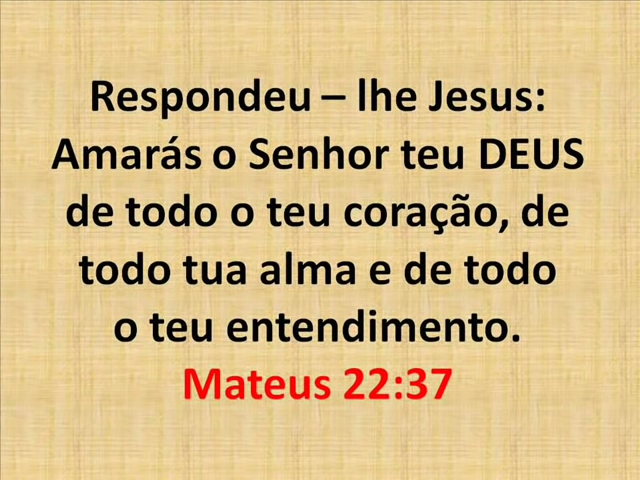 Respondeu – lhe Jesus:
Amarás o Senhor teu DEUS
de todo o teu coração, de
todo tua alma e de todo
o teu entendimento.
Mateus 22:37